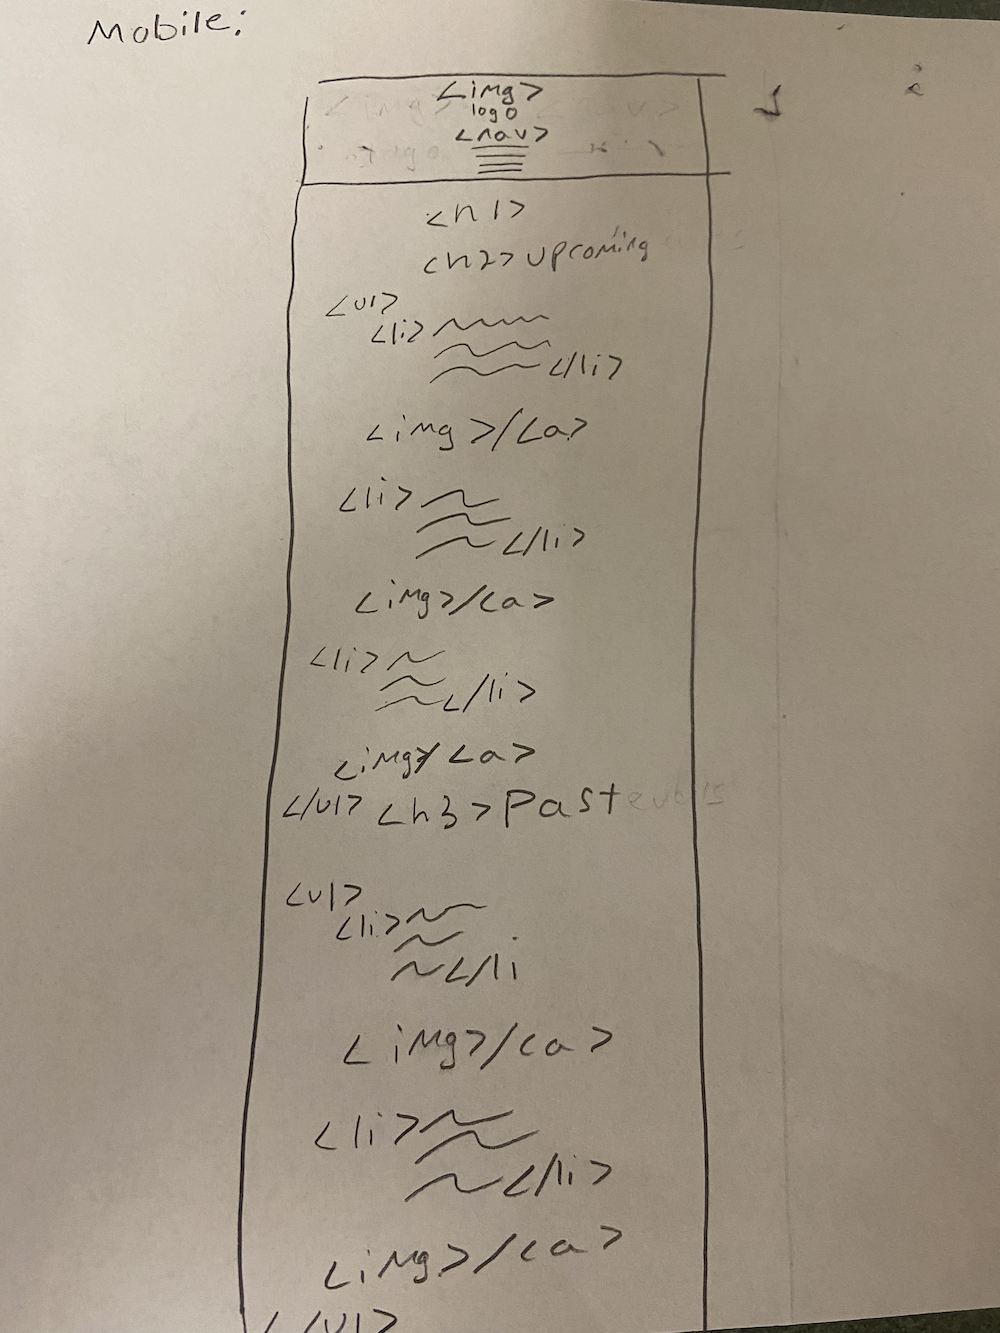 Mobile:
<img>
logo
<nav>
<h1>
<h2> upcoming
<ul>
<li>
</li>
<img>/<a>
<li>
</li>
<img>/<a>
<li>
</li>
<img>/<a>
</ul> <h3> Past
<ul>
<li>
</li
<img>/<a>
<li>
</li>
<img>/<a>
</ul>